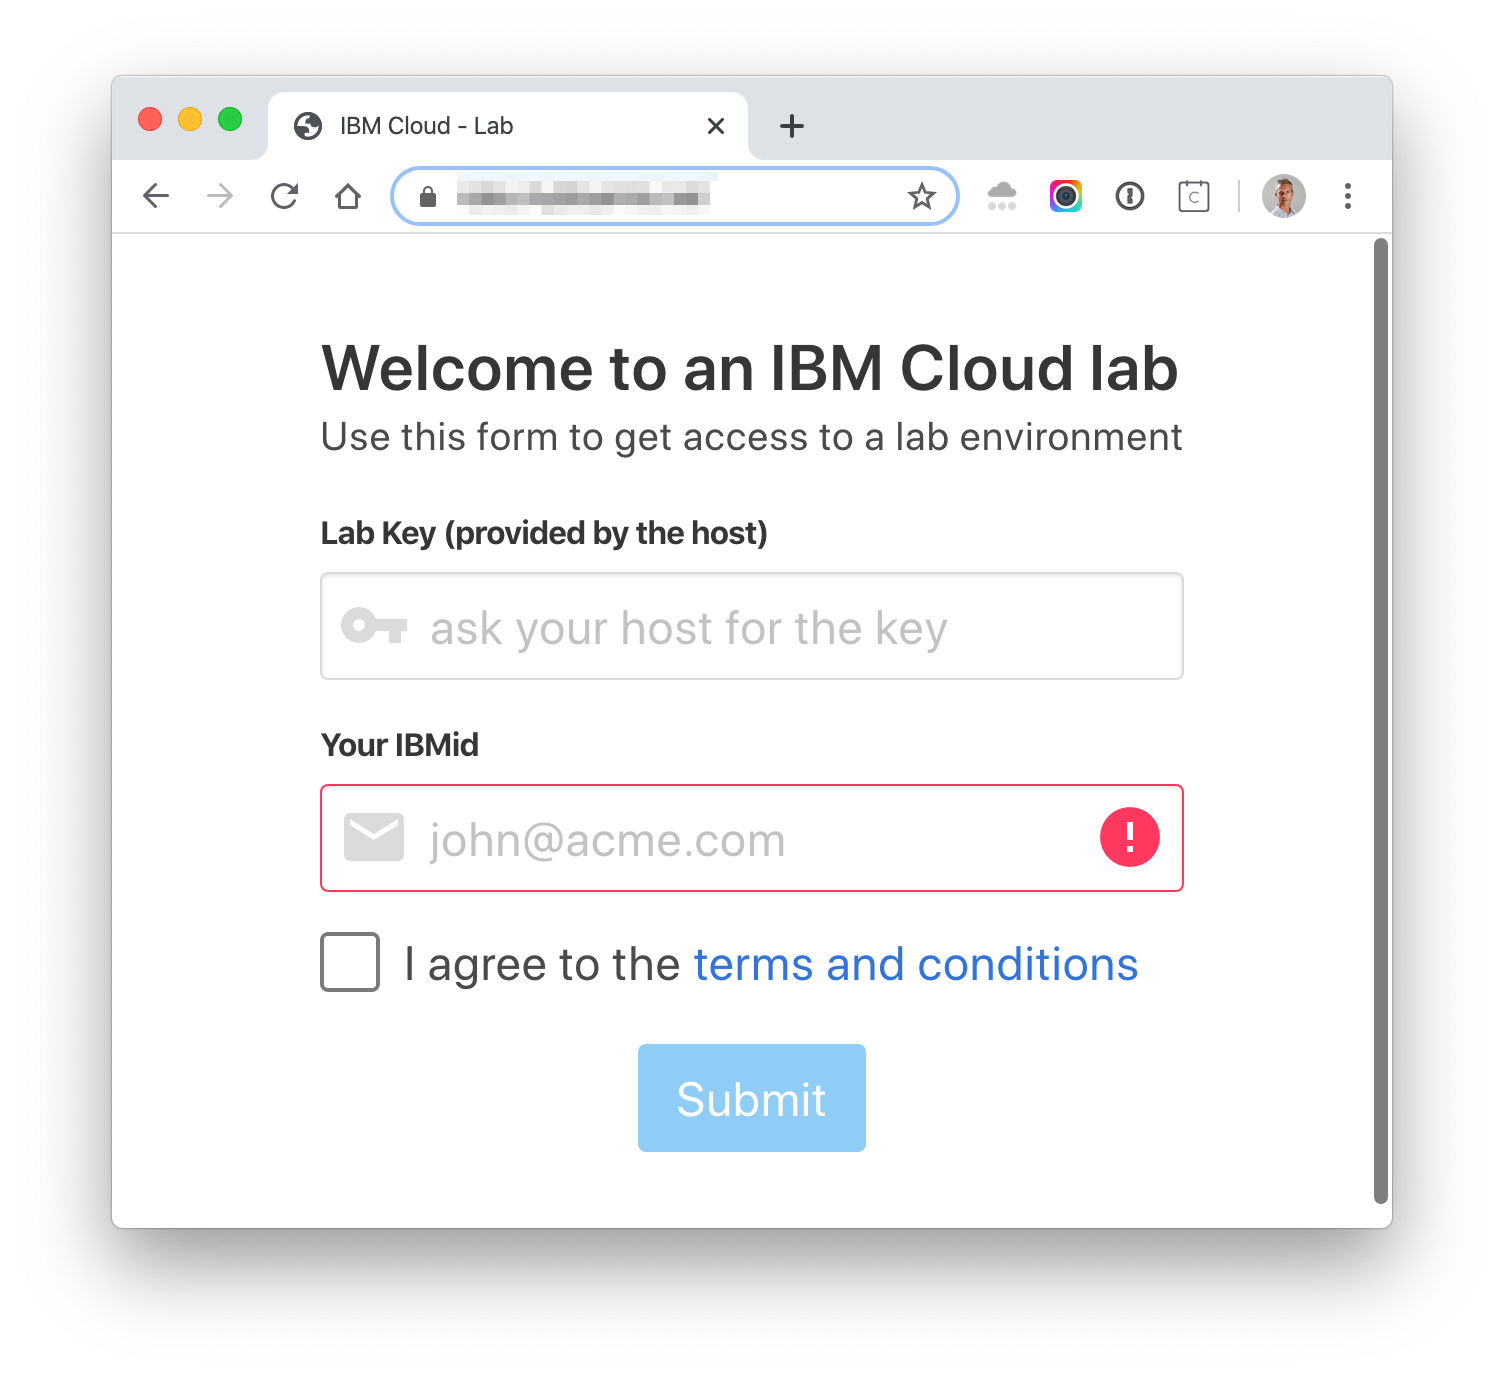 IBM Cloud - Lab
Welcome to an IBM Cloud lab
Use this form to get access to a lab environment
Lab Key (provided by the host)
ask your host for the key
Your IBMid
john@acme.com
I agree to the terms and conditions
Submit